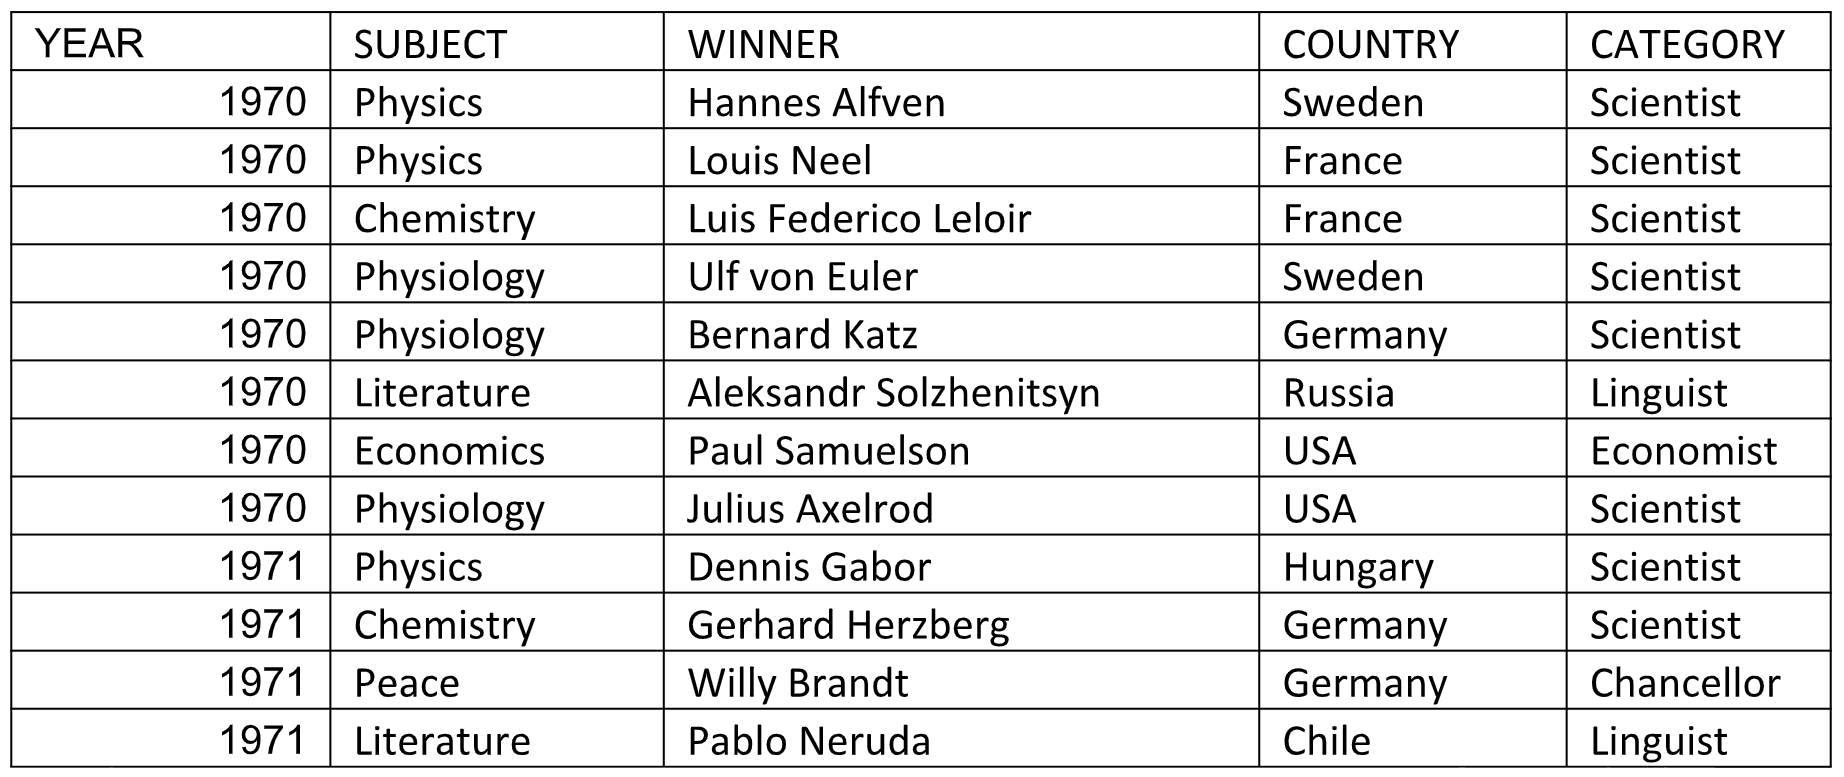 YEAR SUBJECT WINNER COUNTRY CATEGORY
1970 Physics Hannes Alfven Sweden Scientist
1970 Physics Louis Neel France Scientist
1970 Chemistry Luis Federico Leloir France Scientist
1970 Physiology Ulf von Euler Sweden Scientist
1970 Physiology Bernard Katz Germany Scientist
1970 Literature Aleksandr Solzhenitsyn Russia Linguist
1970 Economics Paul Samuelson USA Economist
1970 Physiology Julius Axelrod USA Scientist
1971 Physics Dennis Gabor Hungary Scientist
1971 Chemistry Gerhard Herzberg Germany Scientist
1971 Peace Willy Brandt Germany Chancellor
1971 Literature Pablo Neruda Chile Linguist